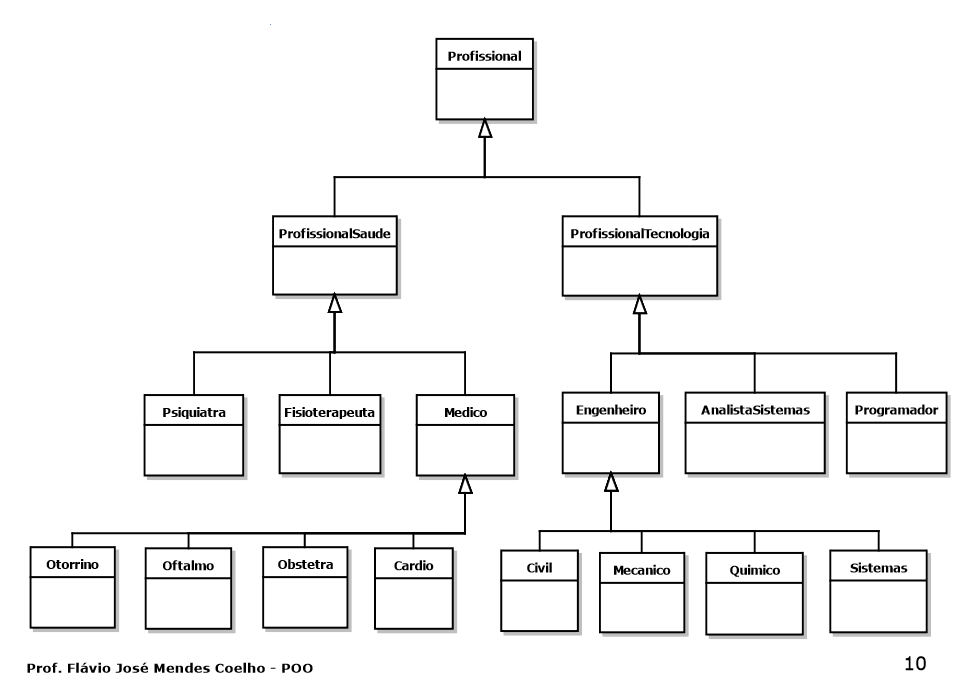 Profissional
ProfissionalSaude
ProfissionalTecnologia
Psiquiatra
Fisioterapeuta
Medico
Engenheiro
AnalistaSistemas
Programador
Otorrino
Oftalmo
Obstetra
Cardio
Civil
Mecanico
Quimico
Sistemas
Prof. Flávio José Mendes Coelho - POO
10